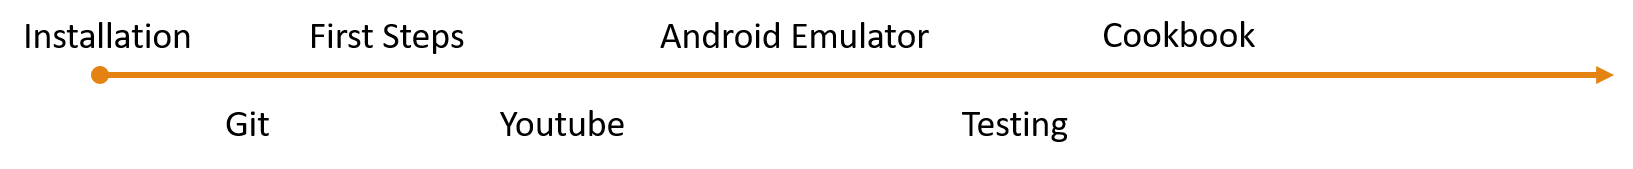 Installation
First Steps
Android Emulator
Cookbook
Git
Youtube
Testing